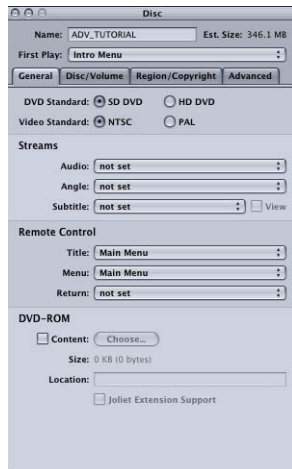 Disc
Name: ADV_TUTORIAL Est. Size: 346.1 MB
First Play: Intro Menu
General Disc/Volume Region/Copyright Advanced
DVD Standard: SD DVD HD DVD
Video Standard: NTSC PAL
Streams
Audio: not set
Angle: not set
Subtitle: not set View
Remote Control
Title: Main Menu
Menu: Main Menu
Return: not set
DVD-ROM
Content: Choose...
Size: 0 KB (0 bytes)
Location:
Joliet Extension Support